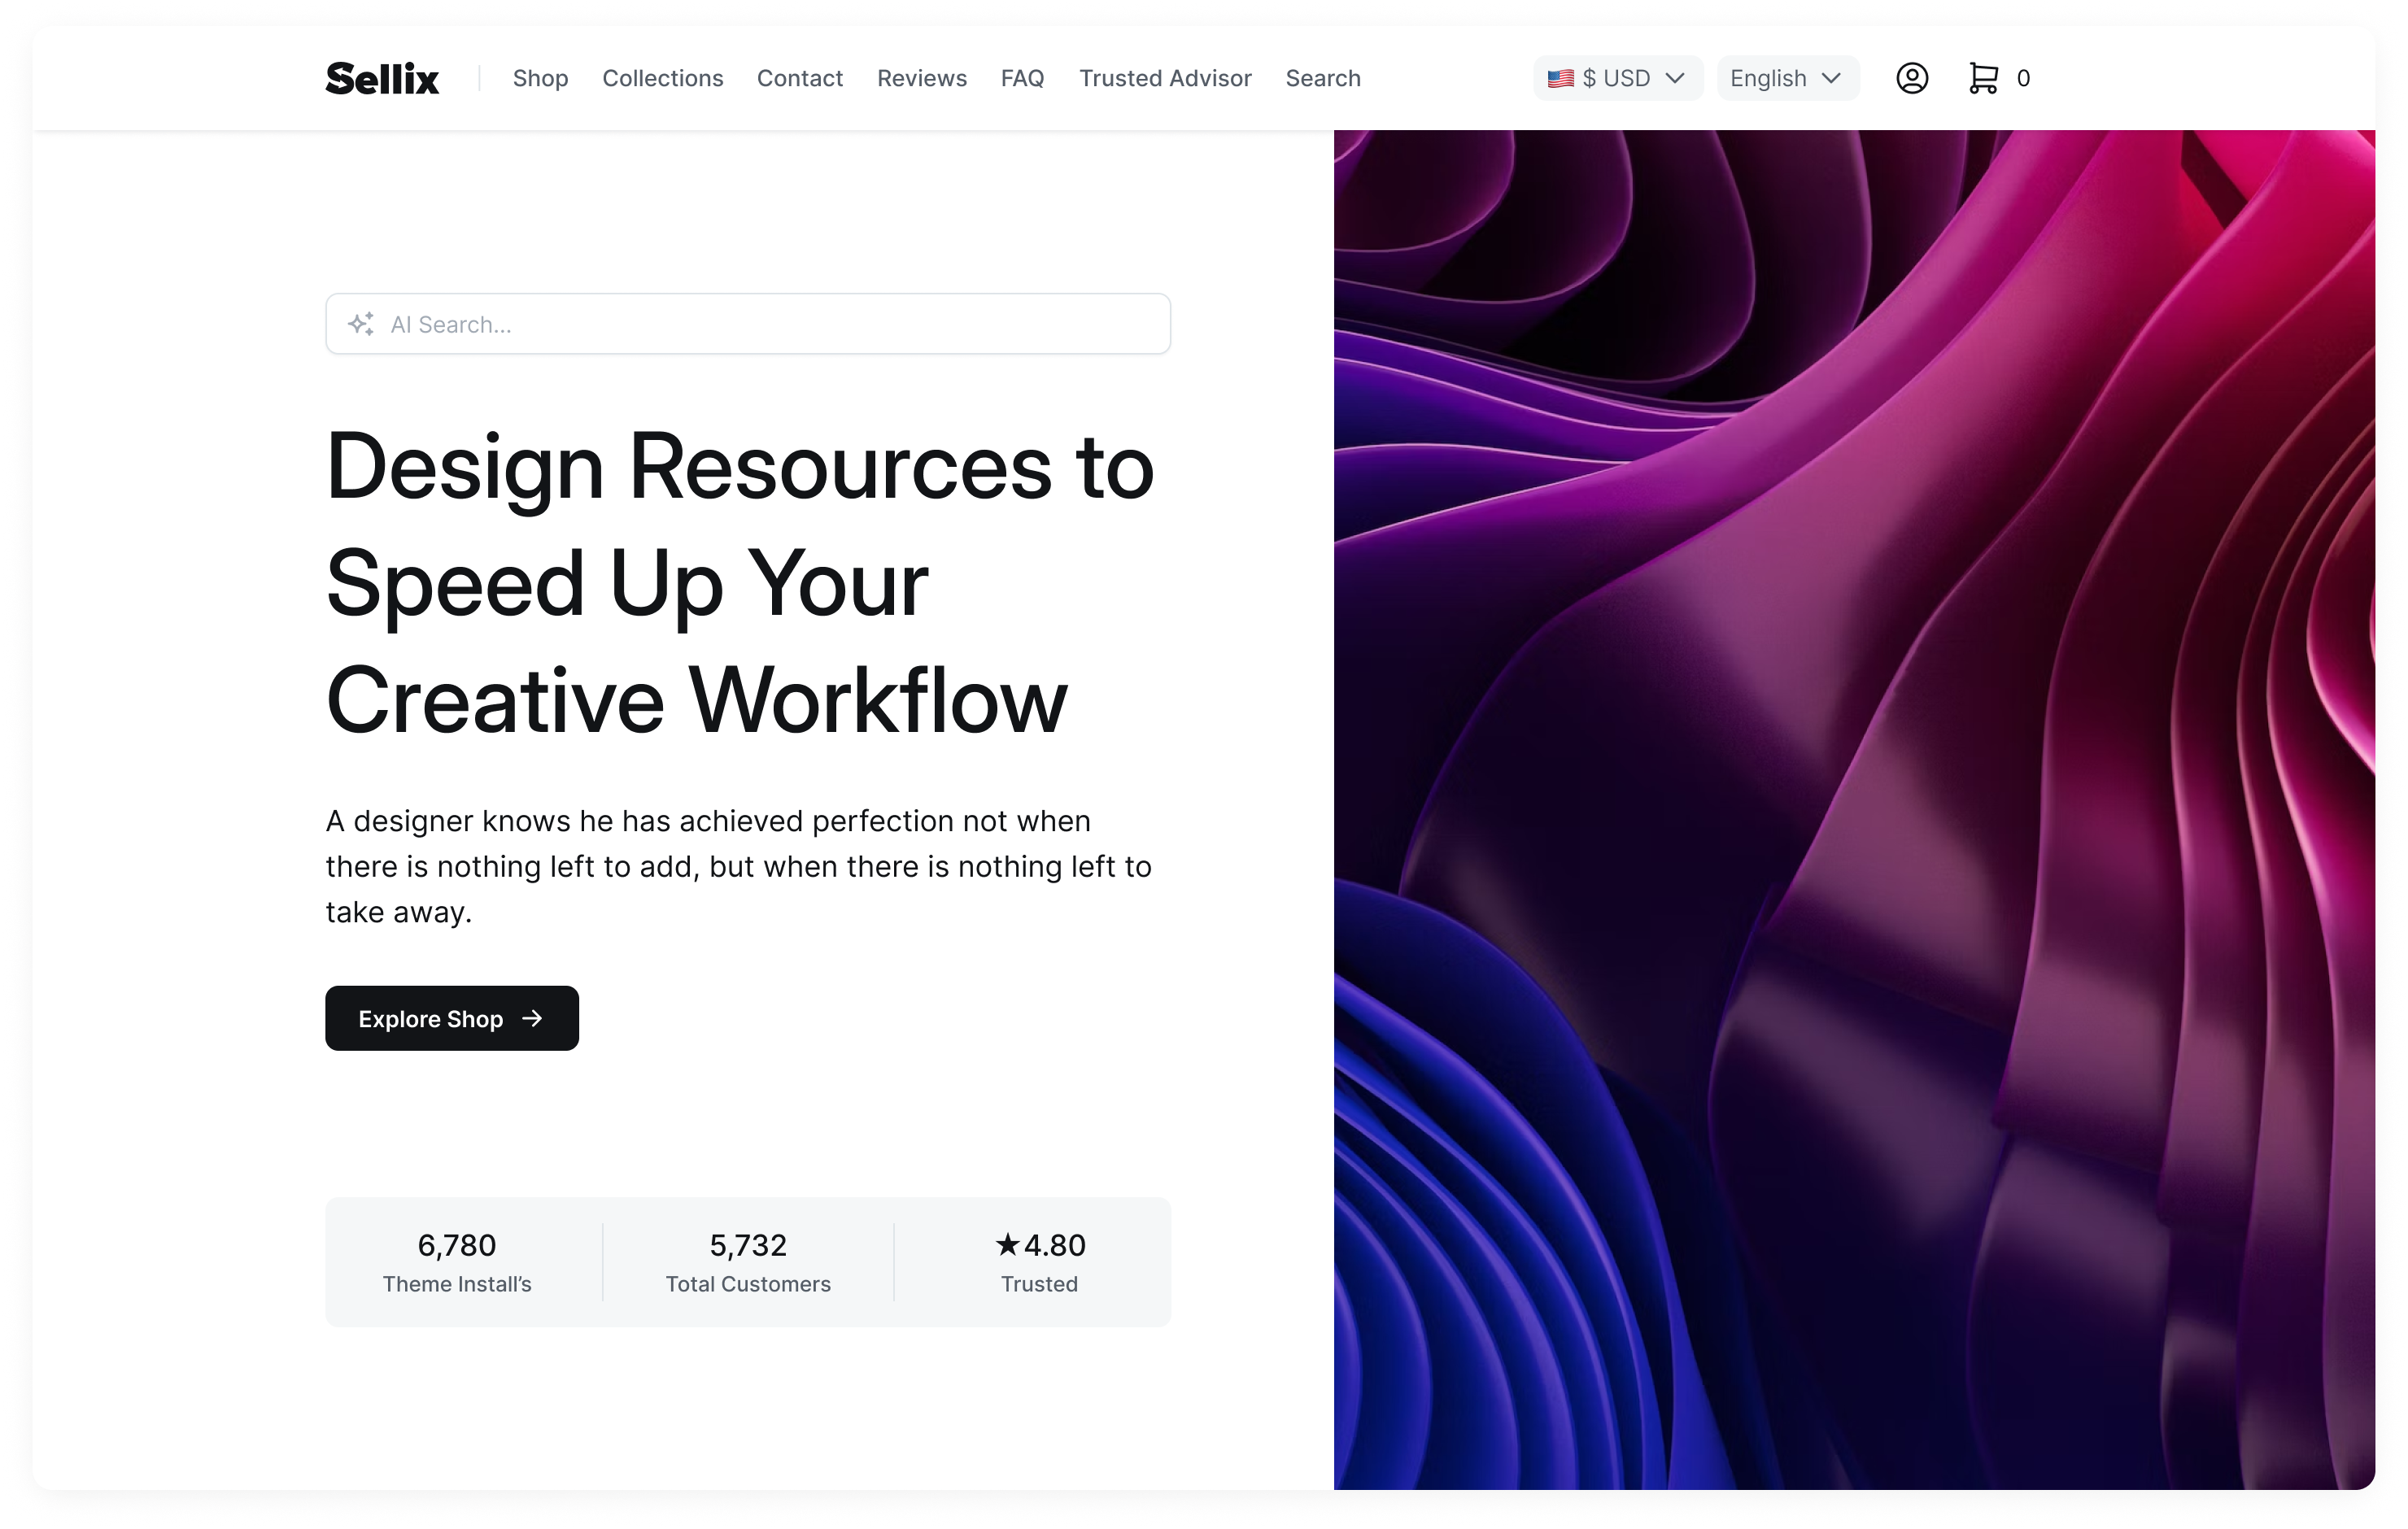 Sellix Shop Collections Contact Reviews FAQ Trusted Advisor Search $ USD English 0
AI Search...
Design Resources to
Speed Up Your
Creative Workflow
A designer knows he has achieved perfection not when
there is nothing left to add, but when there is nothing left to
take away.
Explore Shop →
6,780 5,732 ★4.80
Theme Install’s Total Customers Trusted